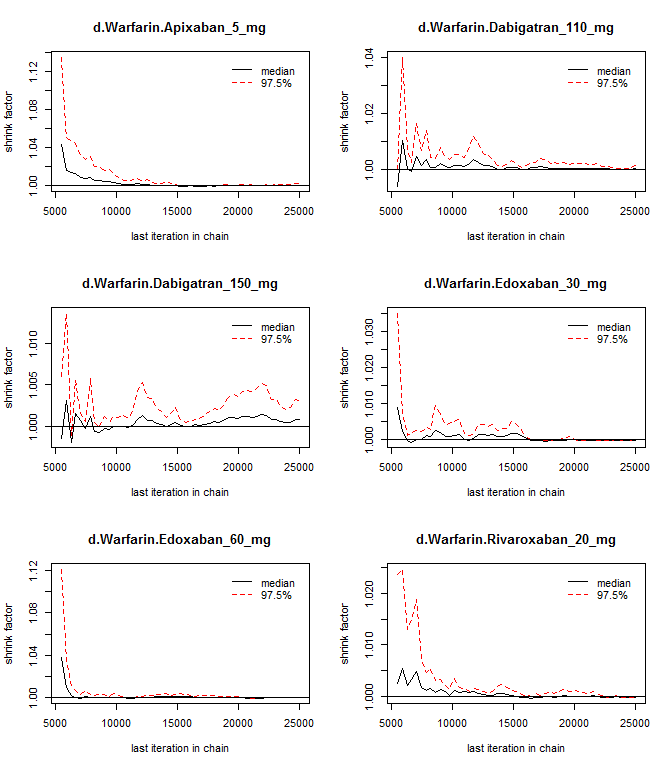 d.Warfarin.Apixaban_5_mg
shrink factor
1.00 1.04 1.08 1.12
median
97.5%
5000 10000 15000 20000 25000
last iteration in chain
d.Warfarin.Dabigatran_110_mg
shrink factor
1.00 1.02 1.04
median
97.5%
5000 10000 15000 20000 25000
last iteration in chain
d.Warfarin.Dabigatran_150_mg
shrink factor
1.000 1.005 1.010
median
97.5%
5000 10000 15000 20000 25000
last iteration in chain
d.Warfarin.Edoxaban_30_mg
shrink factor
1.000 1.010 1.020 1.030
median
97.5%
5000 10000 15000 20000 25000
last iteration in chain
d.Warfarin.Edoxaban_60_mg
shrink factor
1.00 1.04 1.08 1.12
median
97.5%
5000 10000 15000 20000 25000
last iteration in chain
d.Warfarin.Rivaroxaban_20_mg
shrink factor
1.000 1.010 1.020
median
97.5%
5000 10000 15000 20000 25000
last iteration in chain